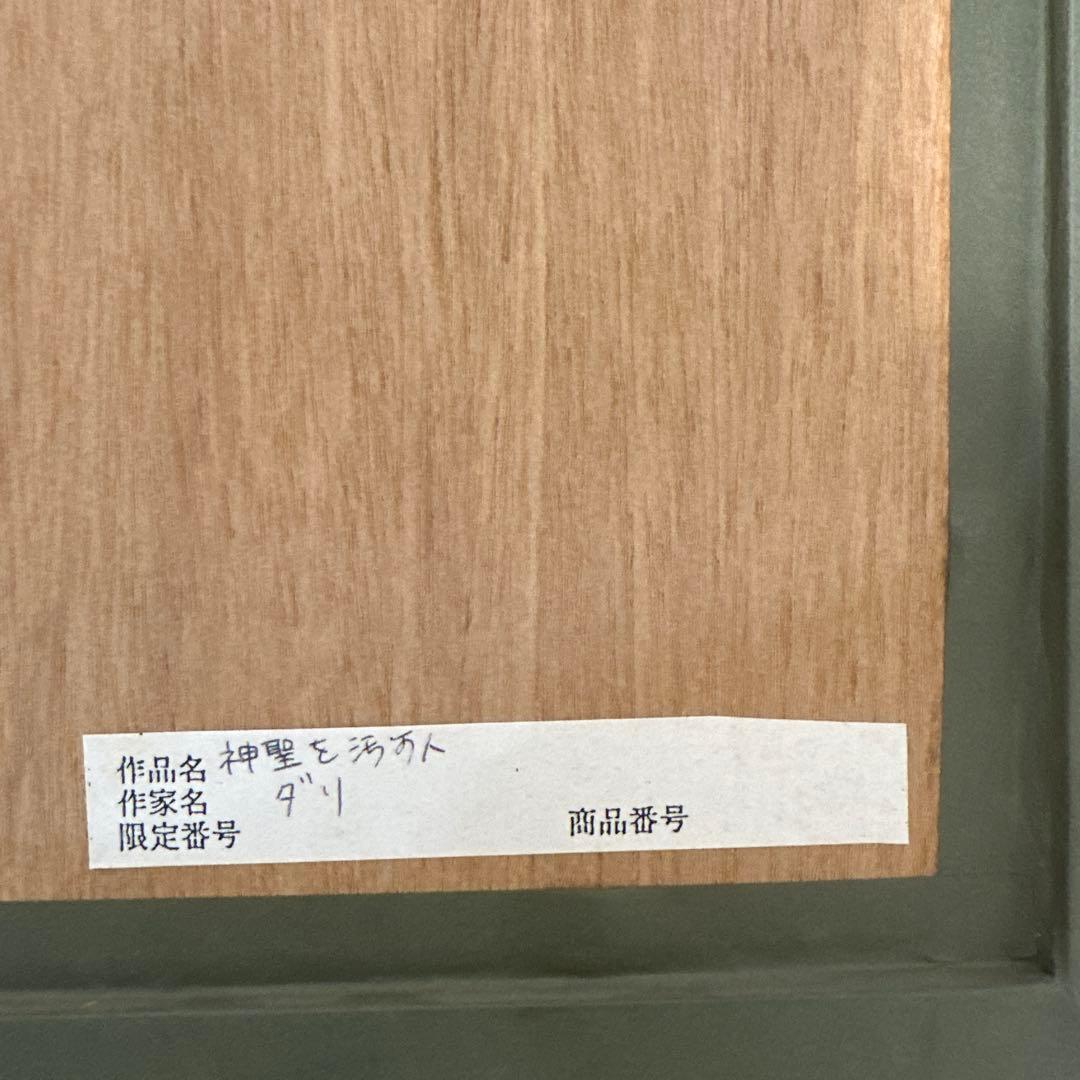 作品名 神聖を汚す人
作家名 ダリ
限定番号 商品番号